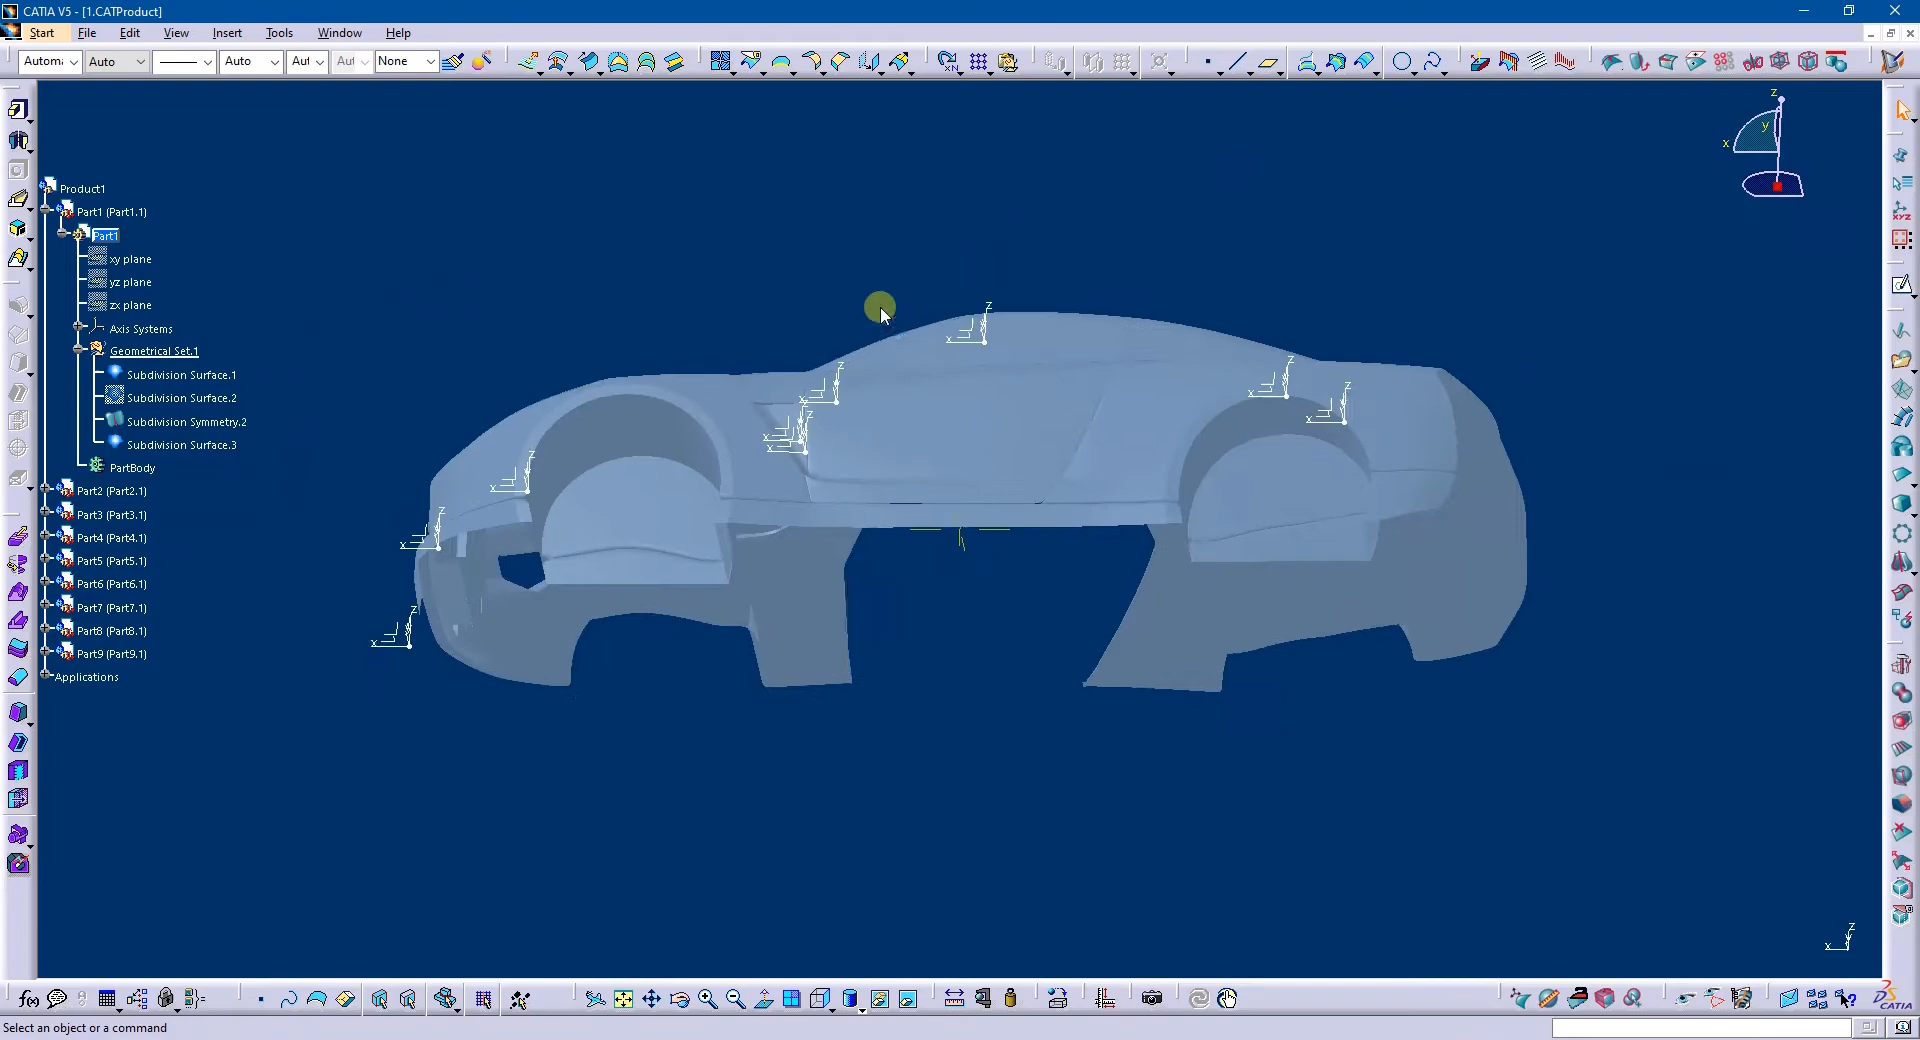 CATIA V5 - [1.CATProduct]
Start File Edit View Insert Tools Window Help
Automa Auto Auto Aut Aut None
Product1
Part1 (Part1.1)
Part1
xy plane
yz plane
zx plane
Axis Systems
Geometrical Set.1
Subdivision Surface.1
Subdivision Surface.2
Subdivision Symmetry.2
Subdivision Surface.3
PartBody
Part2 (Part2.1)
Part3 (Part3.1)
Part4 (Part4.1)
Part5 (Part5.1)
Part6 (Part6.1)
Part7 (Part7.1)
Part8 (Part8.1)
Part9 (Part9.1)
Applications
z
y
x
z
z
x
z
x
z
x
z
x
z
x
z
x
z
x
z
x
z
x
XYZ
f(x)
CATIA
Select an object or a command